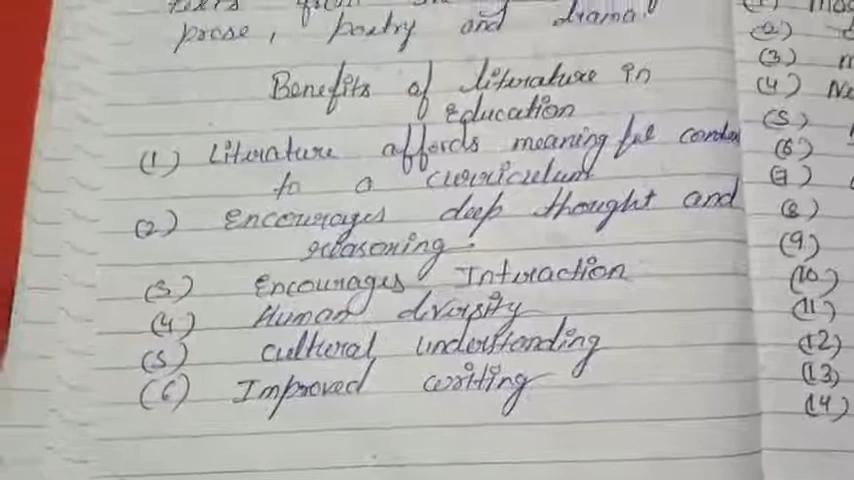 prose, poetry and drama.
Benefits of literature in
Education
(1) Literature affords meaningful
to a curriculum
(2) Encourages deep thought and
reasoning.
(3) Encourages Interaction
(4) Human diversity
(5) cultural understanding
(6) Improved writing
(2)
(3)
(4) Ne
(5)
(6)
(7)
(8)
(9)
(10)
(11)
(12)
(13)
(14)